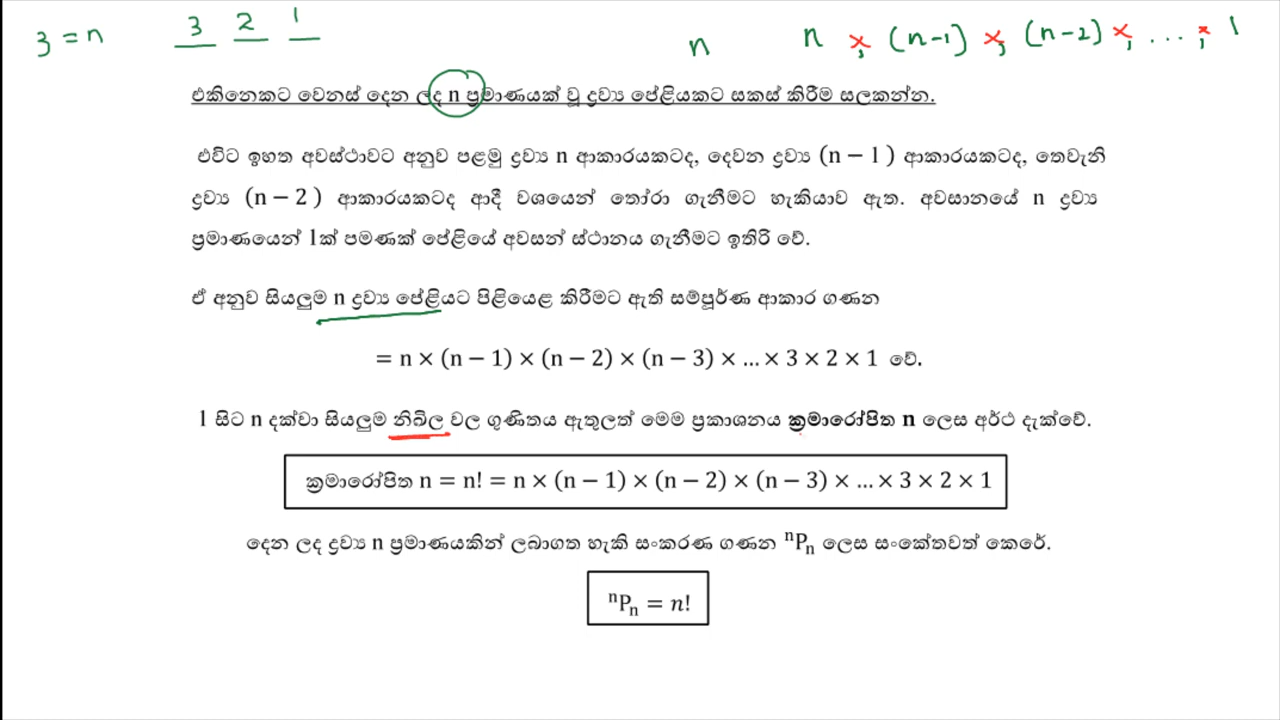 3 = n 3 2 1 n n ×, (n-1) ×, (n-2) ×, ... ×, 1
එකිනෙකට වෙනස් දෙන ලද n ප්‍රමාණයක් වූ ද්‍රව්‍ය පේළියකට සකස් කිරීම සලකන්න.
එවිට ඉහත අවස්ථාවට අනුව පළමු ද්‍රව්‍ය n ආකාරයකටද, දෙවන ද්‍රව්‍ය (n − 1 ) ආකාරයකටද, තෙවැනි
ද්‍රව්‍ය (n − 2 ) ආකාරයකටද ආදී වශයෙන් තෝරා ගැනීමට හැකියාව ඇත. අවසානයේ n ද්‍රව්‍ය
ප්‍රමාණයෙන් 1ක් පමණක් පේළියේ අවසන් ස්ථානය ගැනීමට ඉතිරි වේ.
ඒ අනුව සියලුම n ද්‍රව්‍ය පේළියට පිළියෙළ කිරීමට ඇති සම්පූර්ණ ආකාර ගණන
= n × (n − 1) × (n − 2) × (n − 3) × … × 3 × 2 × 1 වේ.
1 සිට n දක්වා සියලුම නිඛිල වල ගුණිතය ඇතුලත් මෙම ප්‍රකාශනය ක්‍රමාරෝපිත n ලෙස අර්ථ දැක්වේ.
ක්‍රමාරෝපිත n = n! = n × (n − 1) × (n − 2) × (n − 3) × … × 3 × 2 × 1
දෙන ලද ද්‍රව්‍ය n ප්‍රමාණයකින් ලබාගත හැකි සංකරණ ගණන ⁿPₙ ලෙස සංකේතවත් කෙරේ.
ⁿPₙ = n!